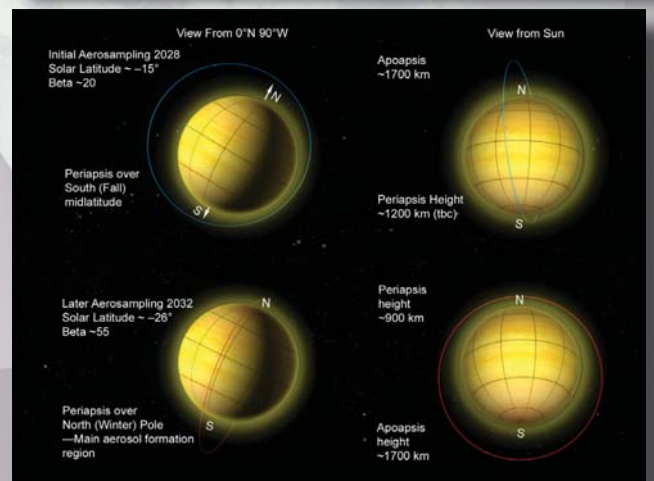 View From 0°N 90°W
View from Sun
Initial Aerosampling 2028
Solar Latitude ~ –15°
Beta ~20
N
Periapsis over
South (Fall)
midlatitude
S
Apoapsis
~1700 km
N
Periapsis Height
~1200 km (tbc)
S
Later Aerosampling 2032
Solar Latitude ~ –26°
Beta ~55
N
Periapsis over
North (Winter) Pole
—Main aerosol formation
region
S
Periapsis
height
~900 km
N
Apoapsis
height
~1700 km
S